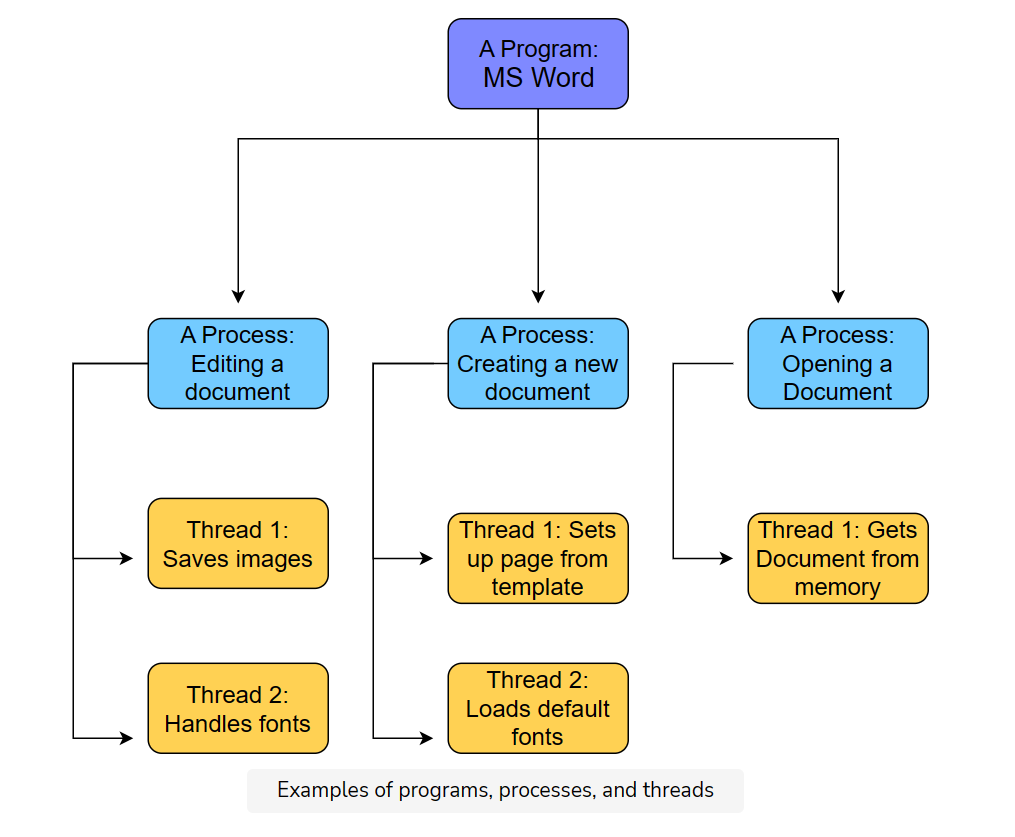 A Program:
MS Word
A Process:
Editing a
document
A Process:
Creating a new
document
A Process:
Opening a
Document
Thread 1:
Saves images
Thread 1: Sets
up page from
template
Thread 1: Gets
Document from
memory
Thread 2:
Handles fonts
Thread 2:
Loads default
fonts
Examples of programs, processes, and threads